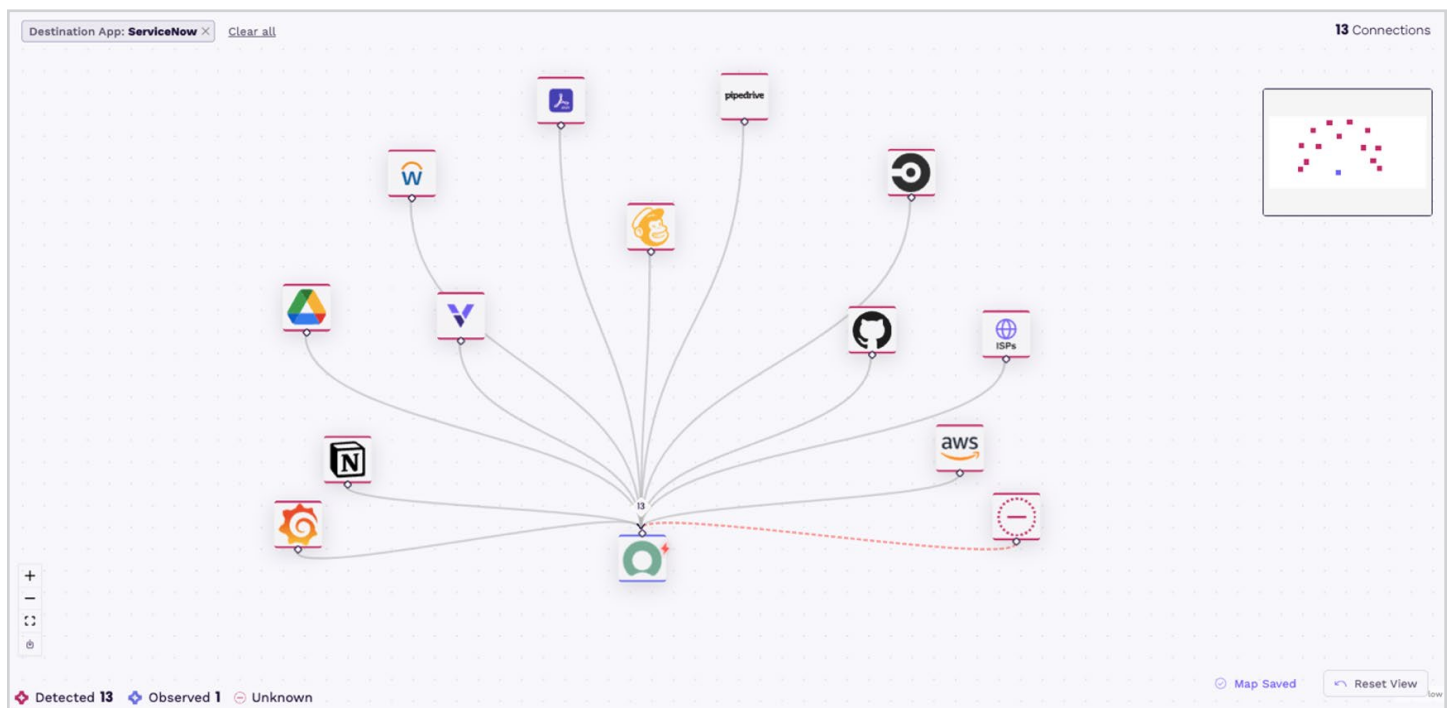 Destination App: ServiceNow
Clear all
13 Connections
pipedrive
W
ISPs
N
aws
13
Detected 13
Observed 1
Unknown
Map Saved
Reset View
low